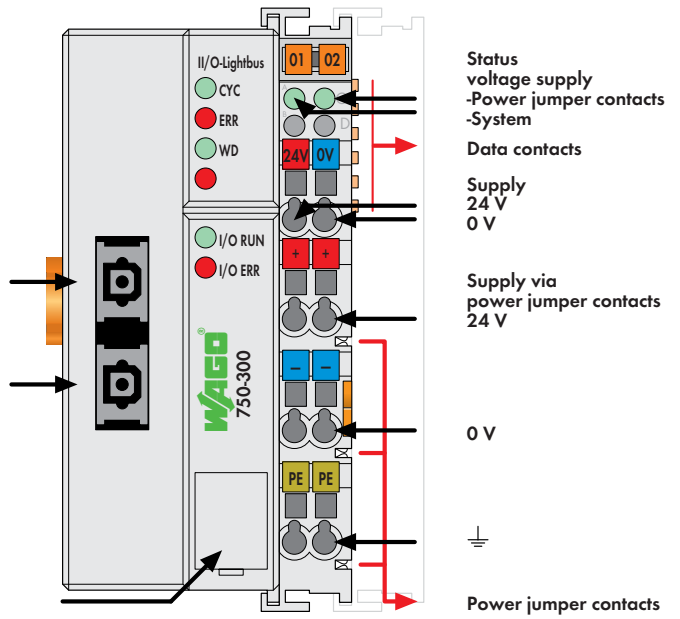 II/O-Lightbus
CYC
ERR
WD
I/O RUN
I/O ERR
WAGO®
750-300
01 02
A C
B D
24V 0V
+ +
– –
PE PE
Status
voltage supply
-Power jumper contacts
-System
Data contacts
Supply
24 V
0 V
Supply via
power jumper contacts
24 V
0 V
Power jumper contacts